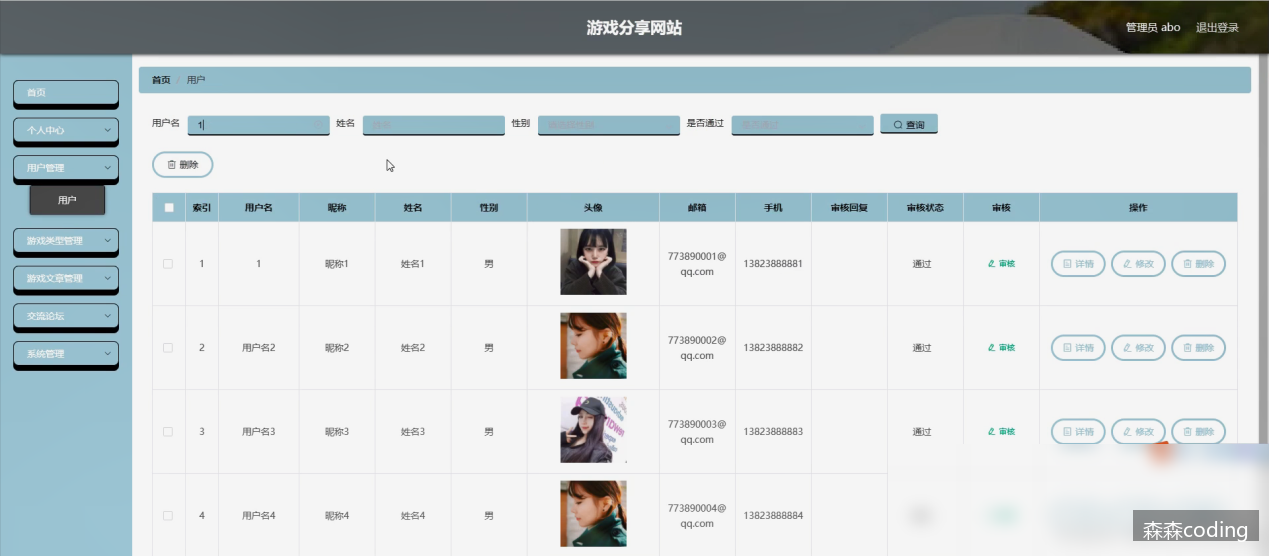 游戏分享网站
管理员 abo 退出登录
首页
个人中心
用户管理
用户
游戏类型管理
游戏文章管理
交流论坛
系统管理
首页 / 用户
用户名 1 姓名 姓名 性别 是否通过 查询
删除
索引 用户名 昵称 姓名 性别 头像 邮箱 手机 审核回复 审核状态 审核 操作
1 1 昵称1 姓名1 男 773890001@ 13823888881 通过 审核 详情 修改 删除
qq.com
2 用户名2 昵称2 姓名2 男 773890002@ 13823888882 通过 审核 详情 修改 删除
qq.com
3 用户名3 昵称3 姓名3 男 773890003@ 13823888883 通过 审核 详情 修改 删除
qq.com
4 用户名4 昵称4 姓名4 男 773890004@ 13823888884
qq.com
森森coding